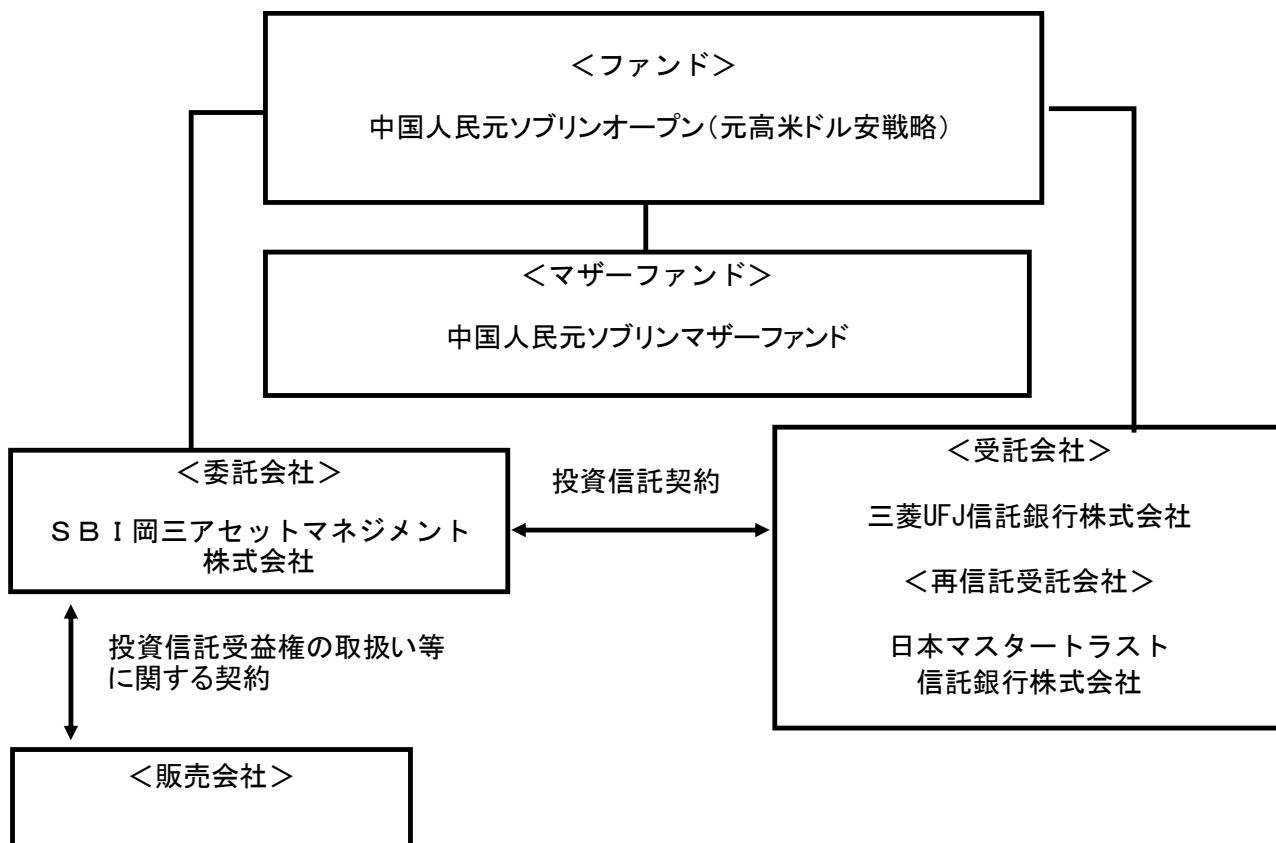 ＜ファンド＞
中国人民元ソブリンオープン（元高米ドル安戦略）
＜マザーファンド＞
中国人民元ソブリンマザーファンド
＜委託会社＞
ＳＢＩ岡三アセットマネジメント
株式会社
投資信託契約
＜受託会社＞
三菱UFJ信託銀行株式会社
＜再信託受託会社＞
日本マスタートラスト
信託銀行株式会社
投資信託受益権の取扱い等
に関する契約
＜販売会社＞